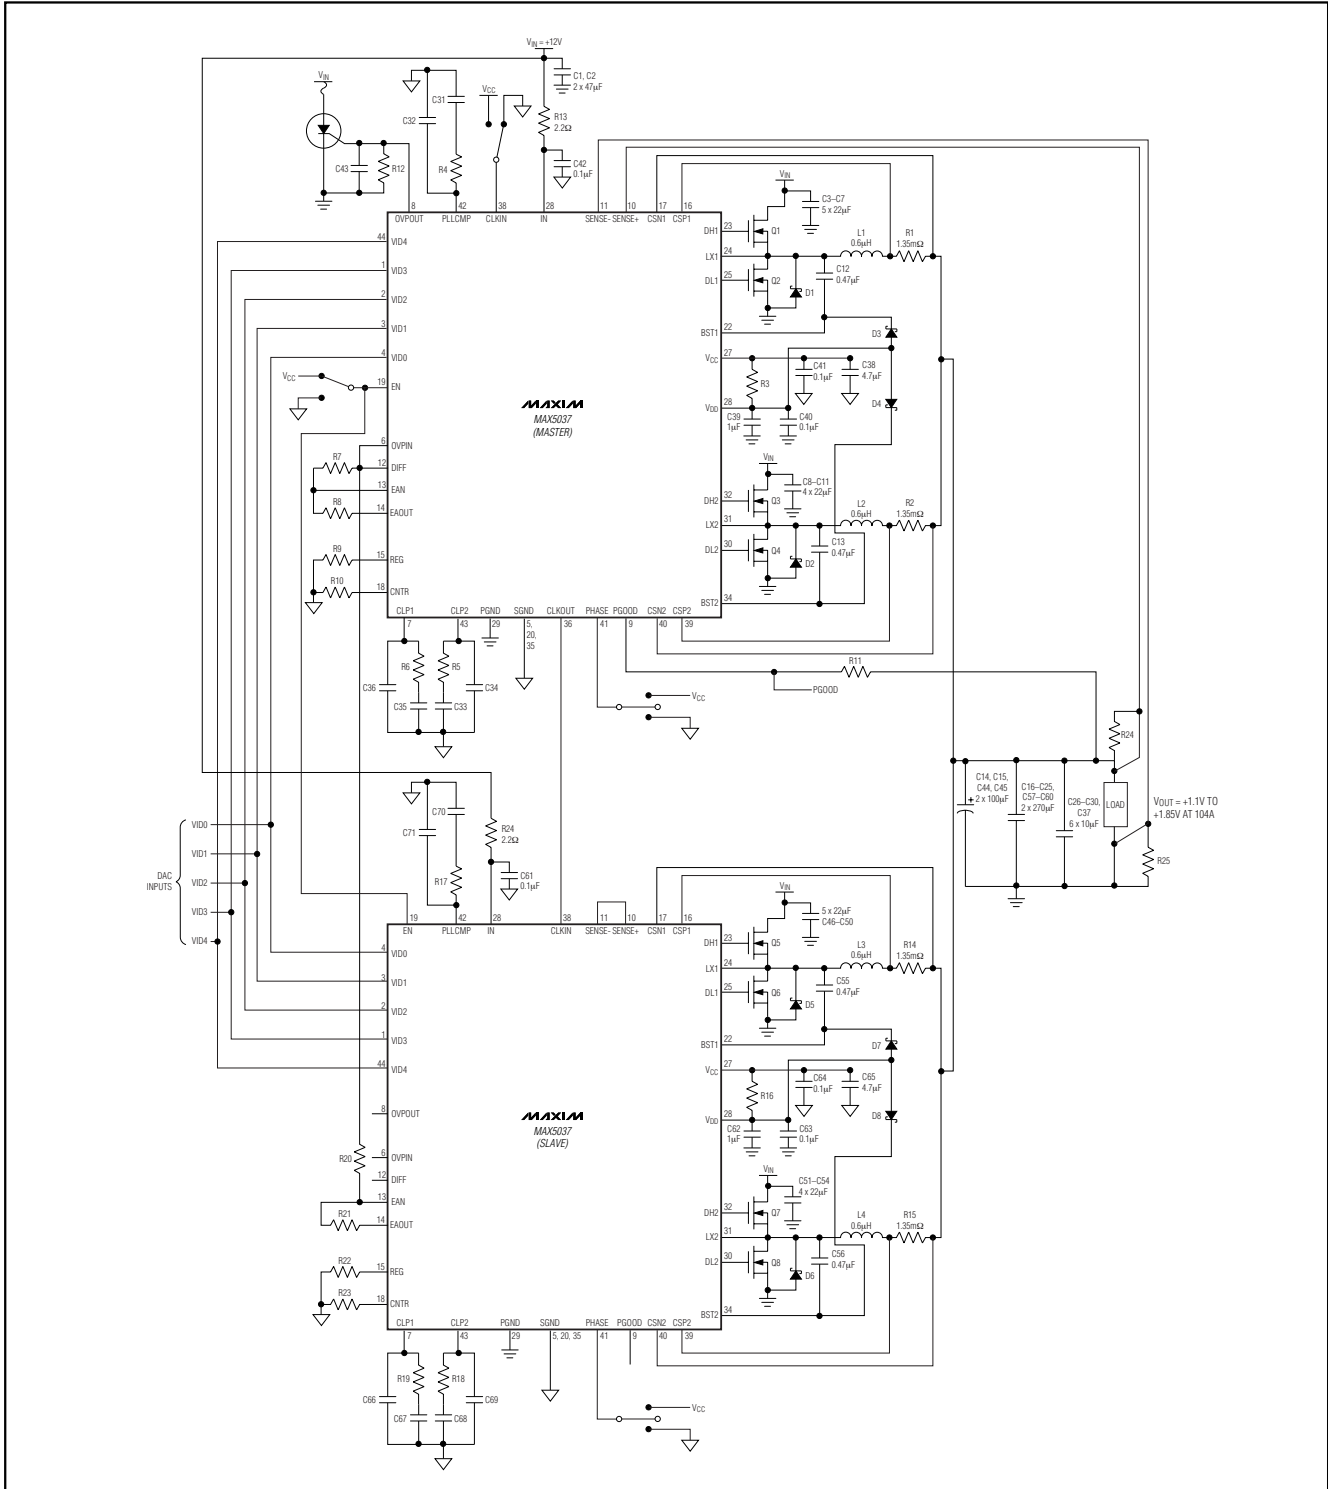 VIN = +12V
C1, C2
2 x 47µF
VIN
C31
C32
VCC
R13
2.2Ω
C43
R12
R4
C42
0.1µF
8
42
38
28
11
10
17
16
OVPOUT
PLLCMP
CLKIN
IN
SENSE-
SENSE+
CSN1
CSP1
VIN
C3–C7
5 x 22µF
44
VID4
1
VID3
2
VID2
3
VID1
4
VID0
VCC
19
EN
6
OVPIN
R7
12
DIFF
13
EAN
R8
14
EAOUT
R9
15
REG
R10
18
CNTR
MAXIM
MAX5037
(MASTER)
DH1
23
Q1
LX1
24
L1
0.6µH
R1
1.35mΩ
DL1
25
Q2
D1
C12
0.47µF
BST1
22
D3
VCC
27
R3
C41
0.1µF
C38
4.7µF
VDD
28
D4
C39
1µF
C40
0.1µF
VIN
C8–C11
4 x 22µF
DH2
32
Q3
LX2
31
L2
0.6µH
R2
1.35mΩ
DL2
30
Q4
D2
C13
0.47µF
BST2
34
CLP1
CLP2
PGND
SGND
CLKOUT
PHASE
PGOOD
CSN2
CSP2
7
43
29
5,
20,
35
36
41
9
40
39
R6
R5
C36
C34
C35
C33
R11
PGOOD
VCC
R24
C14, C15,
C44, C45
2 x 100µF
+
C16–C25,
C57–C60
2 x 270µF
C26–C30,
C37
6 x 10µF
LOAD
VOUT = +1.1V TO
+1.85V AT 104A
R25
C70
C71
R24
2.2Ω
R17
C61
0.1µF
DAC
INPUTS
VID0
VID1
VID2
VID3
VID4
19
42
28
38
11
10
17
16
EN
PLLCMP
IN
CLKIN
SENSE-
SENSE+
CSN1
CSP1
VIN
5 x 22µF
C46–C50
4
VID0
3
VID1
2
VID2
1
VID3
44
VID4
8
OVPOUT
R20
6
OVPIN
12
DIFF
13
EAN
R21
14
EAOUT
R22
15
REG
R23
18
CNTR
MAXIM
MAX5037
(SLAVE)
DH1
23
Q5
LX1
24
L3
0.6µH
R14
1.35mΩ
DL1
25
Q6
D5
C55
0.47µF
BST1
22
D7
VCC
27
R16
C64
0.1µF
C65
4.7µF
VDD
28
D8
C62
1µF
C63
0.1µF
VIN
C51–C54
4 x 22µF
DH2
32
Q7
LX2
31
L4
0.6µH
R15
1.35mΩ
DL2
30
Q8
D6
C56
0.47µF
BST2
34
CLP1
CLP2
PGND
SGND
PHASE
PGOOD
CSN2
CSP2
7
43
29
5, 20, 35
41
9
40
39
R19
R18
C66
C69
C67
C68
VCC